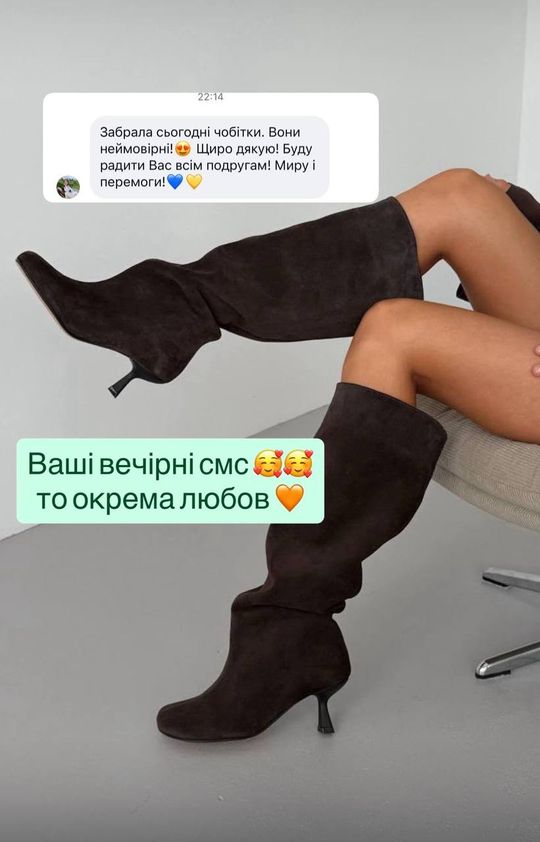 22:14
Забрала сьогодні чобітки. Вони
неймовірні!😍 Щиро дякую! Буду
радити Вас всім подругам! Миру і
перемоги!💙💛
Ваші вечірні смс🥰🥰
то окрема любов🧡